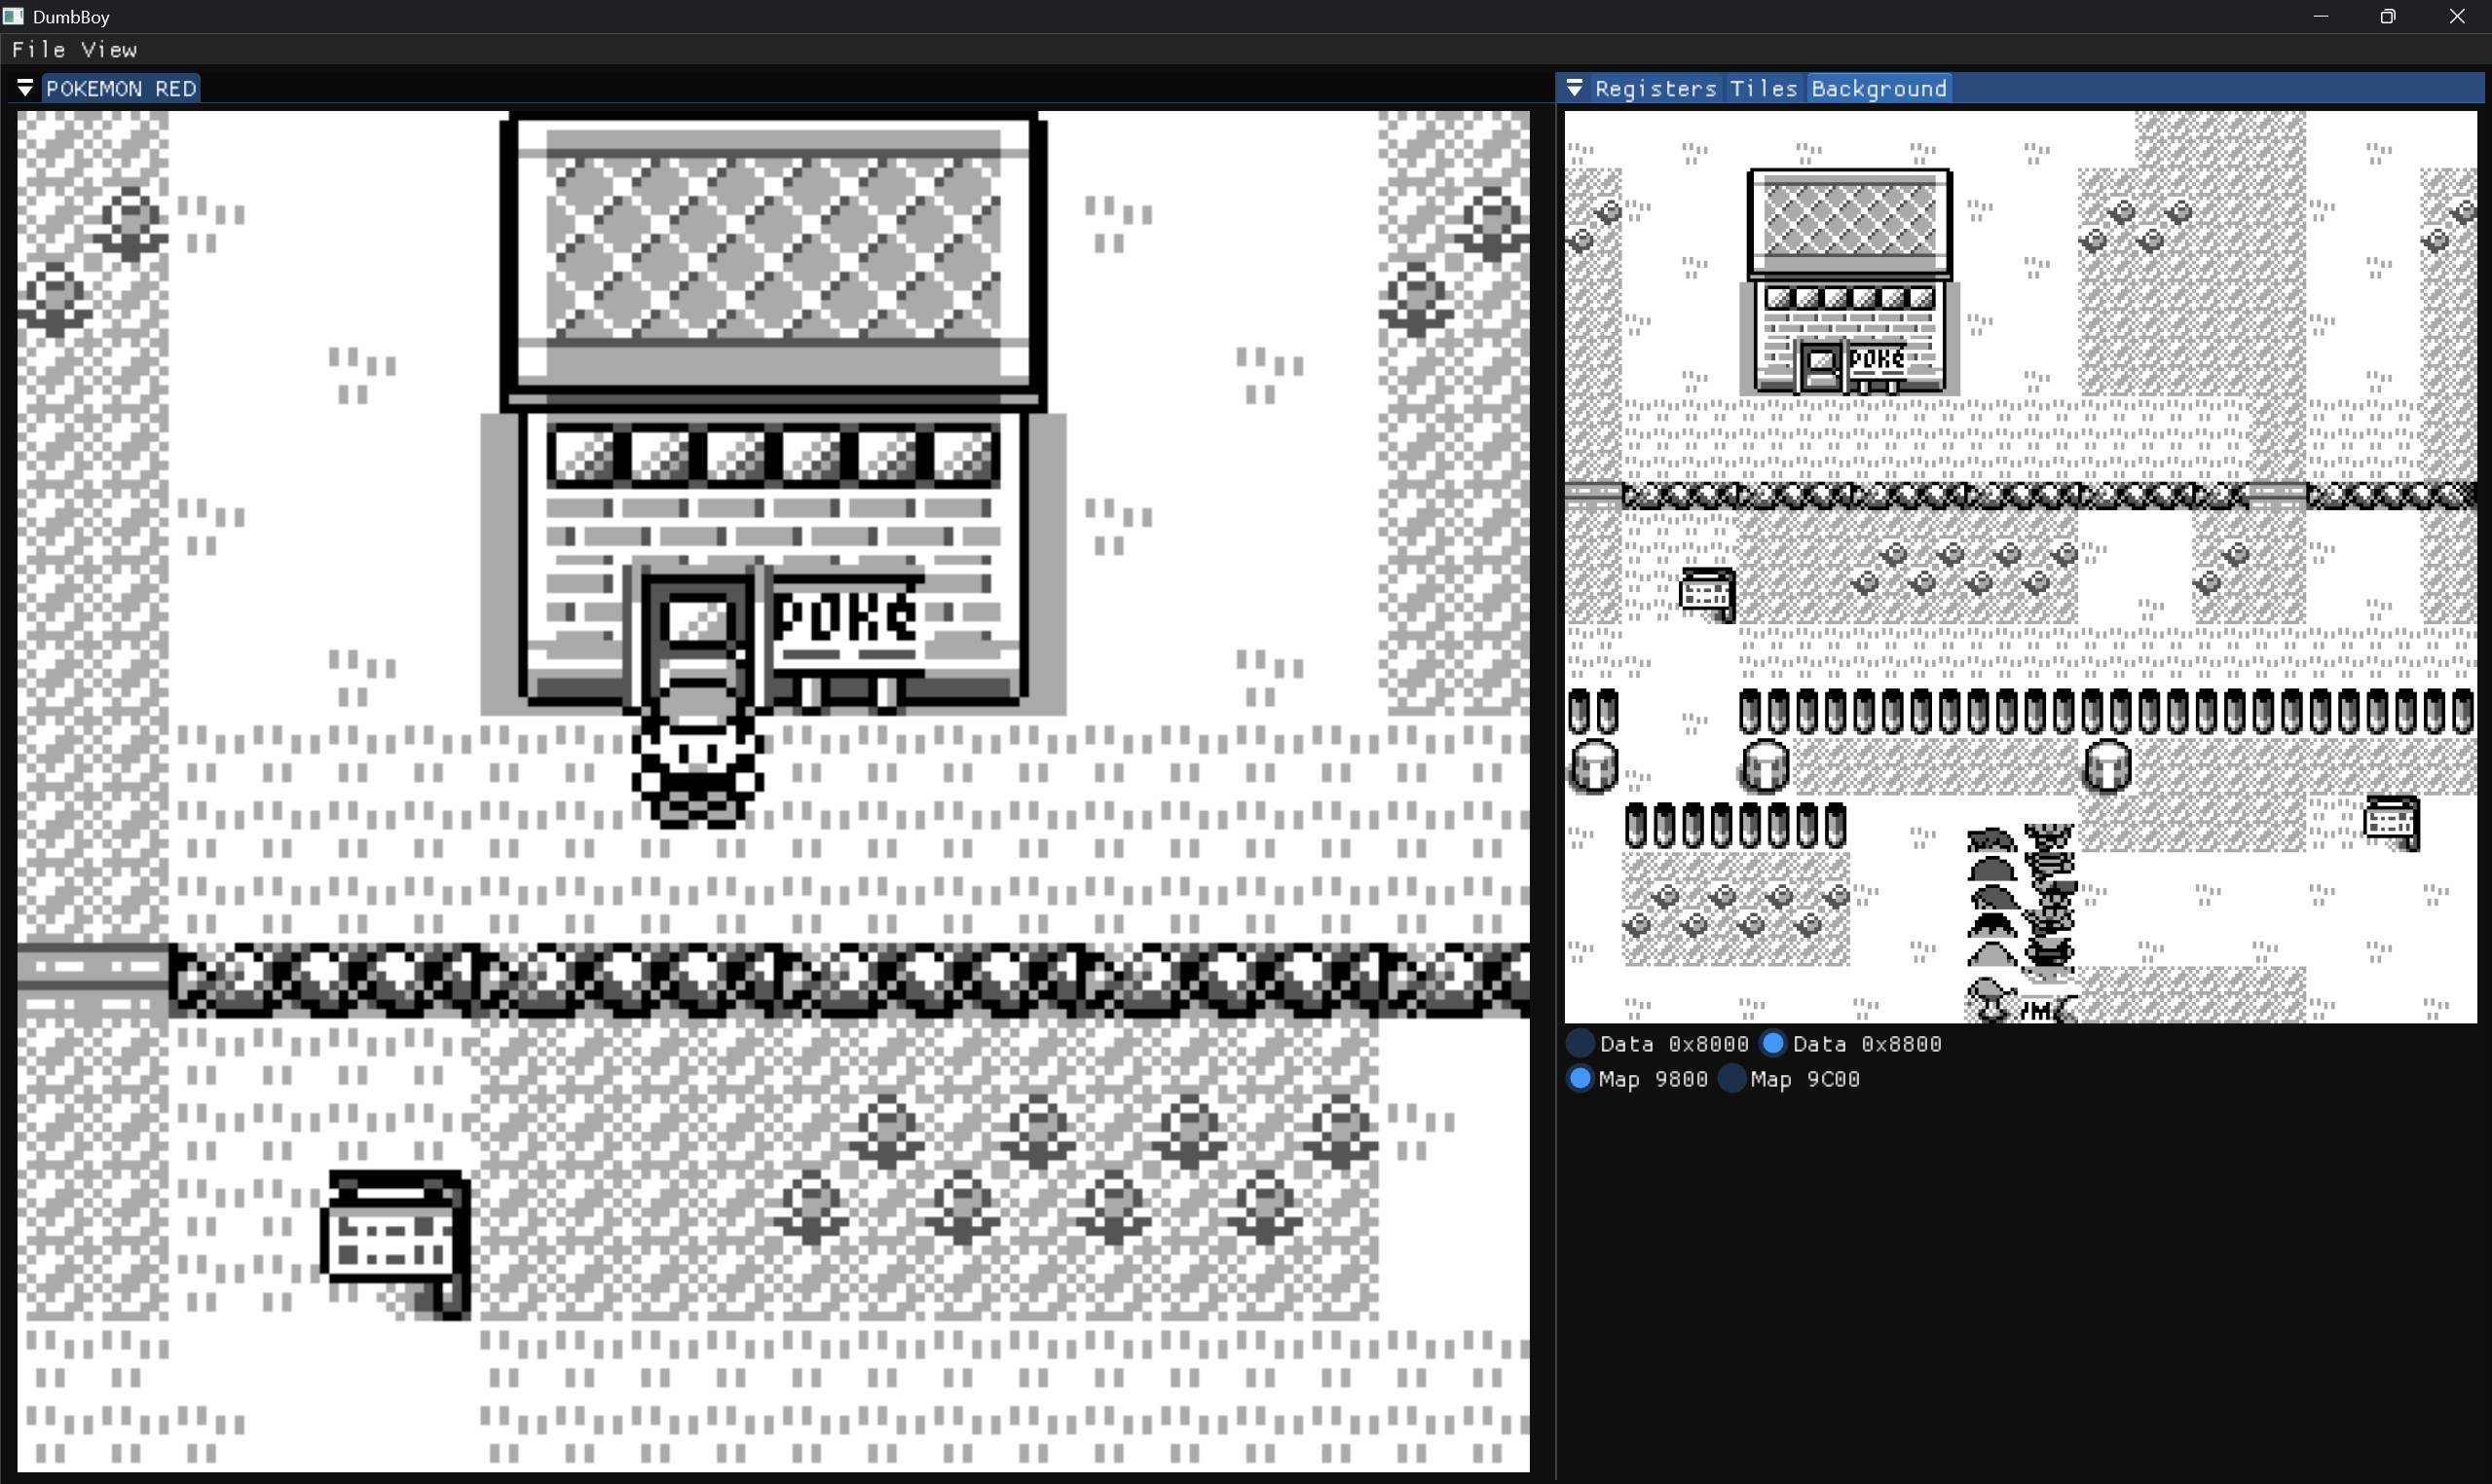 DumbBoy
File View
POKEMON RED
Registers Tiles Background
POKé
POKé
Data 0x8000 Data 0x8800
Map 9800 Map 9C00